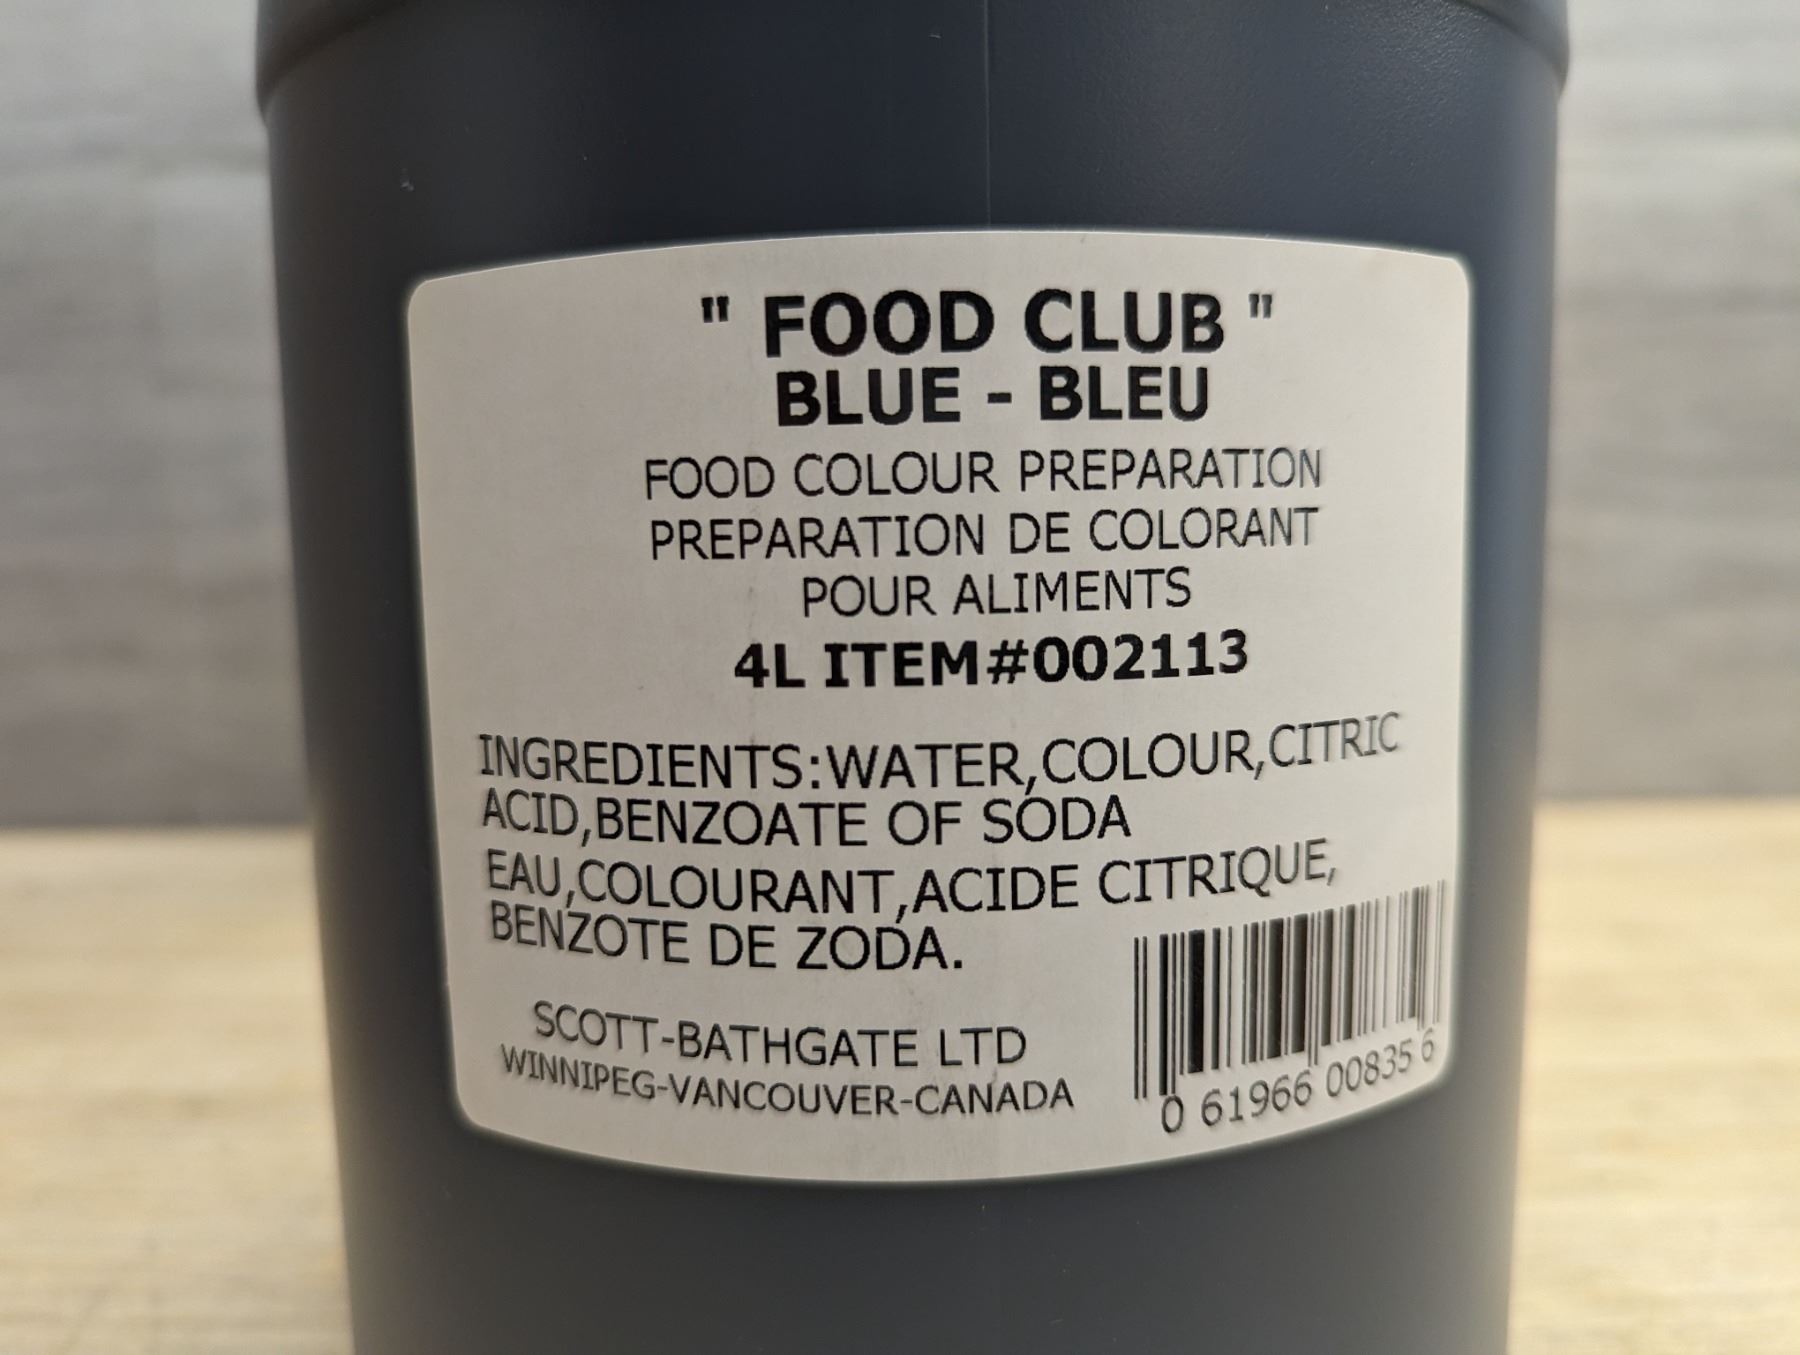 " FOOD CLUB "
BLUE - BLEU
FOOD COLOUR PREPARATION
PREPARATION DE COLORANT
POUR ALIMENTS
4L ITEM#002113
INGREDIENTS:WATER,COLOUR,CITRIC
ACID,BENZOATE OF SODA
EAU,COLOURANT,ACIDE CITRIQUE,
BENZOTE DE ZODA.
SCOTT-BATHGATE LTD
WINNIPEG-VANCOUVER-CANADA
0 61966 00835 6